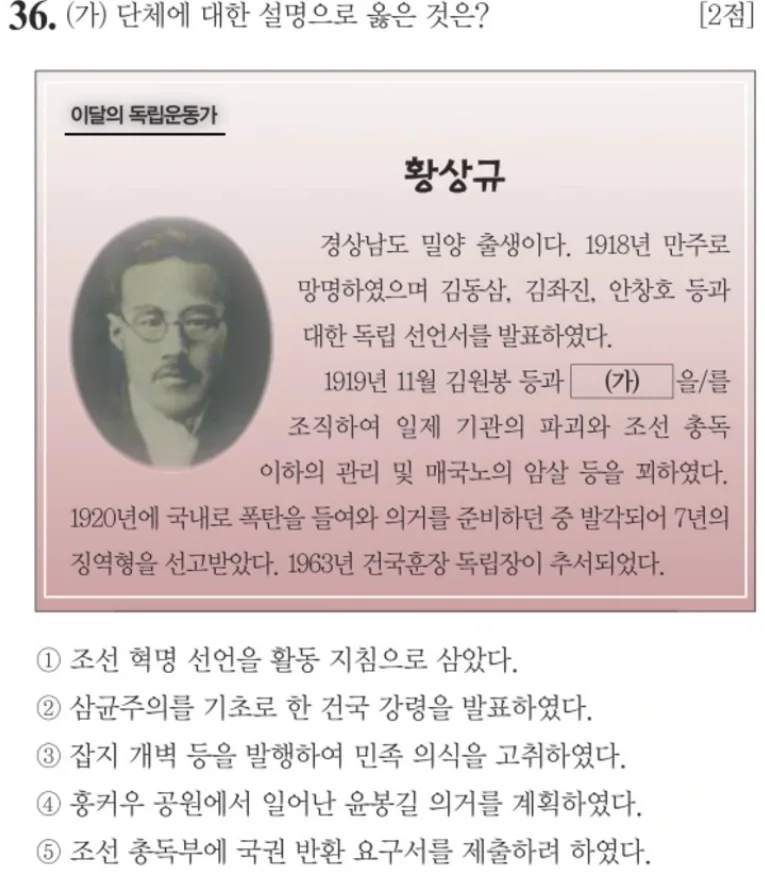 36. (가) 단체에 대한 설명으로 옳은 것은? [2점]
이달의 독립운동가
황상규
경상남도 밀양 출생이다. 1918년 만주로
망명하였으며 김동삼, 김좌진, 안창호 등과
대한 독립 선언서를 발표하였다.
1919년 11월 김원봉 등과 (가) 을/를
조직하여 일제 기관의 파괴와 조선 총독
이하의 관리 및 매국노의 암살 등을 꾀하였다.
1920년에 국내로 폭탄을 들여와 의거를 준비하던 중 발각되어 7년의
징역형을 선고받았다. 1963년 건국훈장 독립장이 추서되었다.
① 조선 혁명 선언을 활동 지침으로 삼았다.
② 삼균주의를 기초로 한 건국 강령을 발표하였다.
③ 잡지 개벽 등을 발행하여 민족 의식을 고취하였다.
④ 훙커우 공원에서 일어난 윤봉길 의거를 계획하였다.
⑤ 조선 총독부에 국권 반환 요구서를 제출하려 하였다.